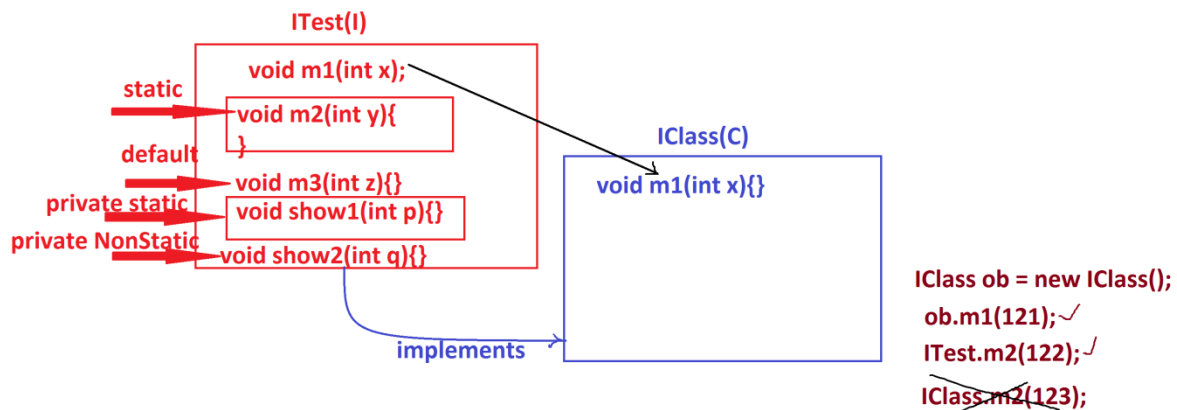 ITest(I)
void m1(int x);
static
void m2(int y){
}
default
void m3(int z){}
private static
void show1(int p){}
private NonStatic
void show2(int q){}
implements
IClass(C)
void m1(int x){}
IClass ob = new IClass();
ob.m1(121);
ITest.m2(122);
IClass.m2(123);